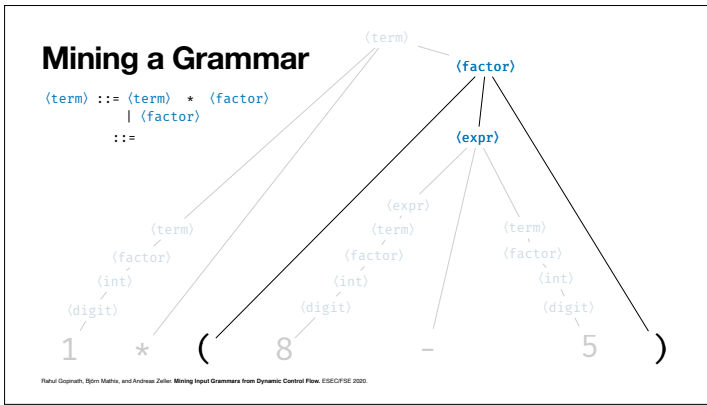 Mining a Grammar
⟨term⟩ ::= ⟨term⟩ * ⟨factor⟩
| ⟨factor⟩
::=
⟨term⟩
⟨factor⟩
⟨expr⟩
⟨expr⟩
⟨term⟩ ⟨term⟩ ⟨term⟩
⟨factor⟩ ⟨factor⟩ ⟨factor⟩
⟨int⟩ ⟨int⟩ ⟨int⟩
⟨digit⟩ ⟨digit⟩ ⟨digit⟩
1 * ( 8 - 5 )
Rahul Gopinath, Björn Mathis, and Andreas Zeller. Mining Input Grammars from Dynamic Control Flow. ESEC/FSE 2020.